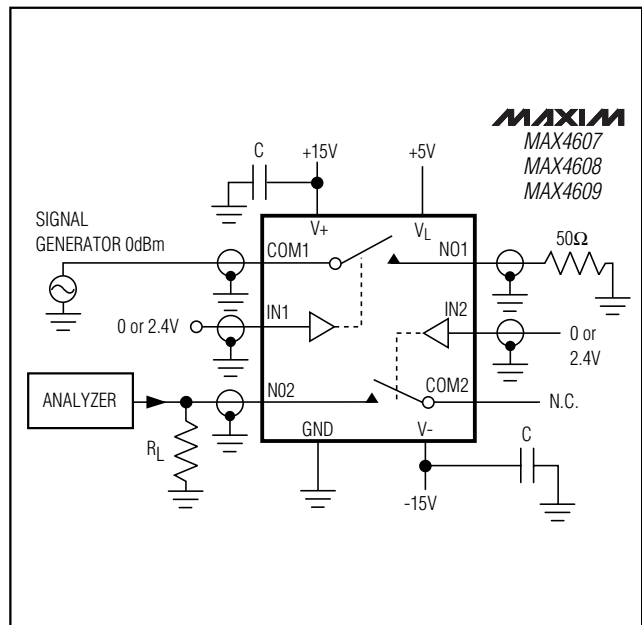 MAXIM
MAX4607
MAX4608
MAX4609
C
+15V
+5V
V+
VL
SIGNAL
GENERATOR 0dBm
COM1
NO1
50Ω
IN1
IN2
0 or 2.4V
0 or
2.4V
ANALYZER
NO2
COM2
N.C.
RL
GND
V-
C
-15V